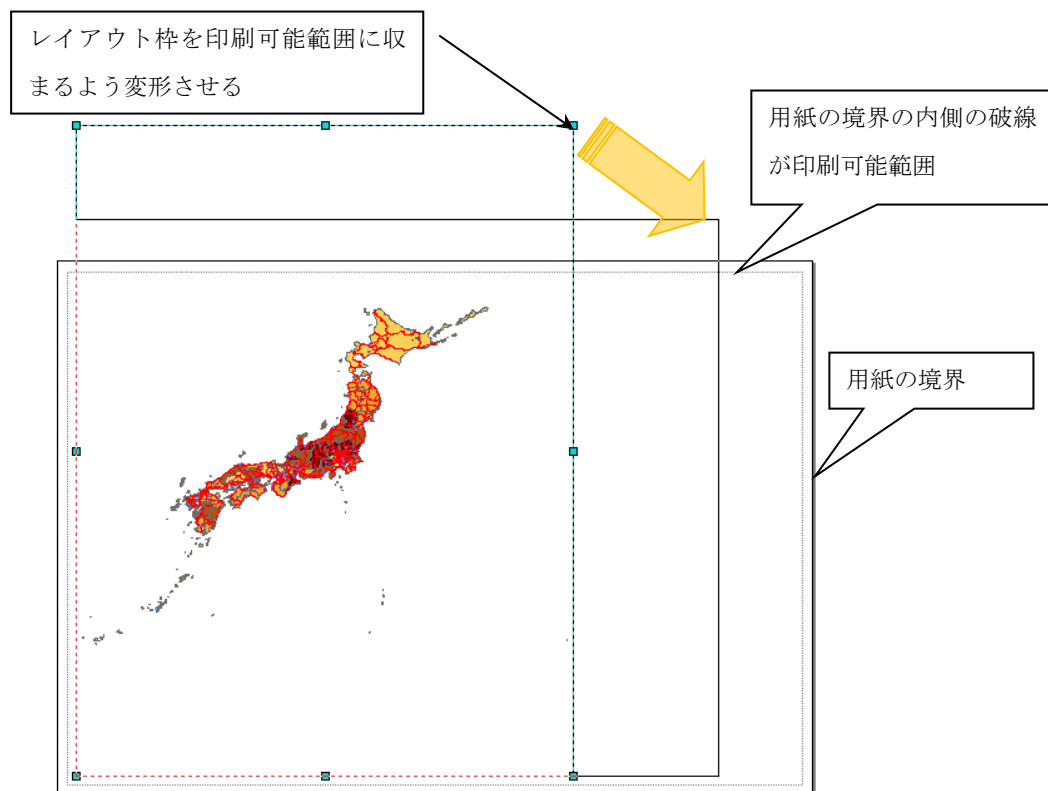 レイアウト枠を印刷可能範囲に収
まるよう変形させる
用紙の境界の内側の破線
が印刷可能範囲
用紙の境界